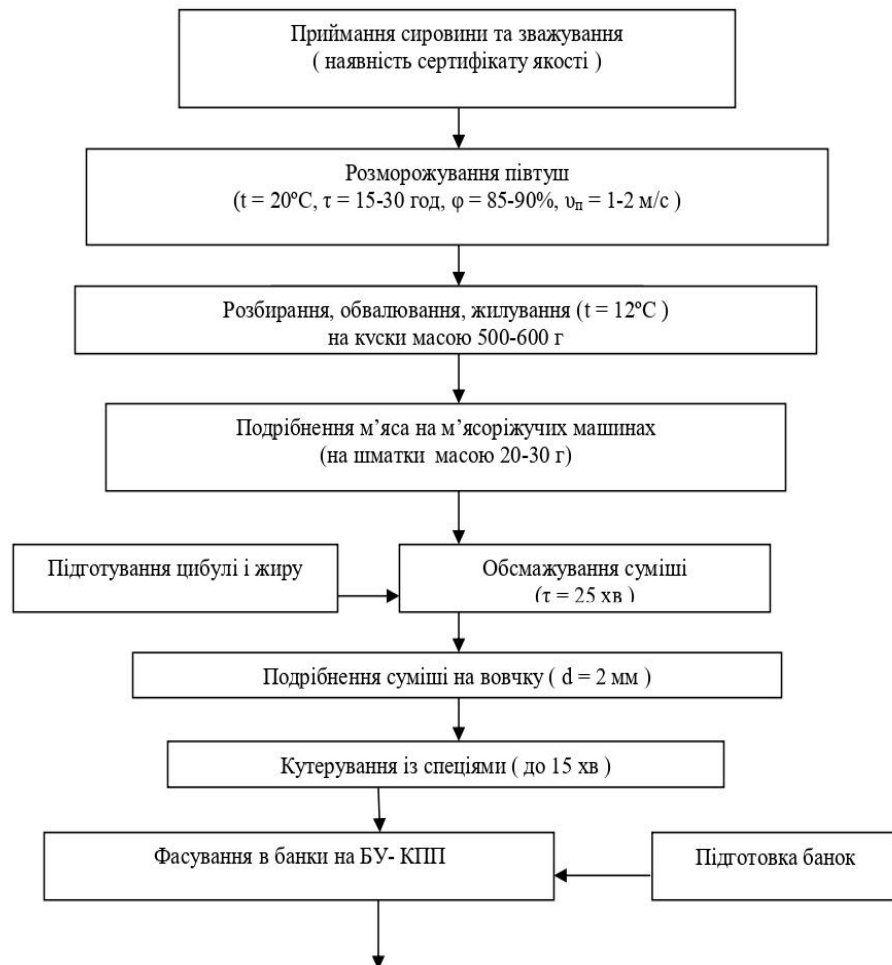 Приймання сировини та зважування
( наявність сертифікату якості )
Розморожування півтуш
(t = 20ºС, τ = 15-30 год, φ = 85-90%, υп = 1-2 м/с )
Розбирання, обвалювання, жилування (t = 12ºС )
на куски масою 500-600 г
Подрібнення м’яса на м’ясоріжучих машинах
(на шматки масою 20-30 г)
Підготування цибулі і жиру
Обсмажування суміші
(τ = 25 хв )
Подрібнення суміші на вовчку ( d = 2 мм )
Кутерування із спеціями ( до 15 хв )
Фасування в банки на БУ- КПП
Підготовка банок